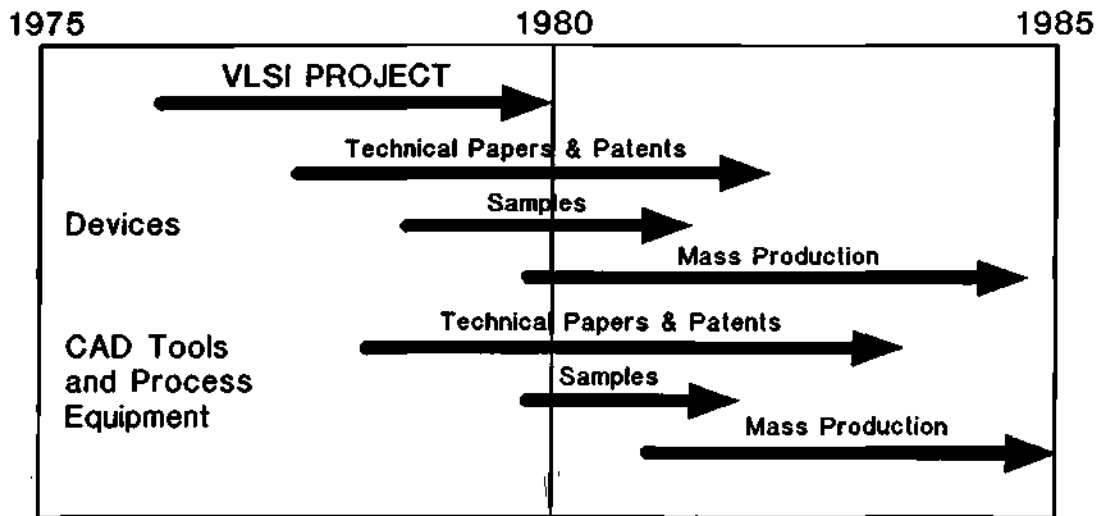 1975 1980 1985
VLSI PROJECT
Technical Papers & Patents
Samples
Devices
Mass Production
Technical Papers & Patents
CAD Tools
and Process
Equipment
Samples
Mass Production